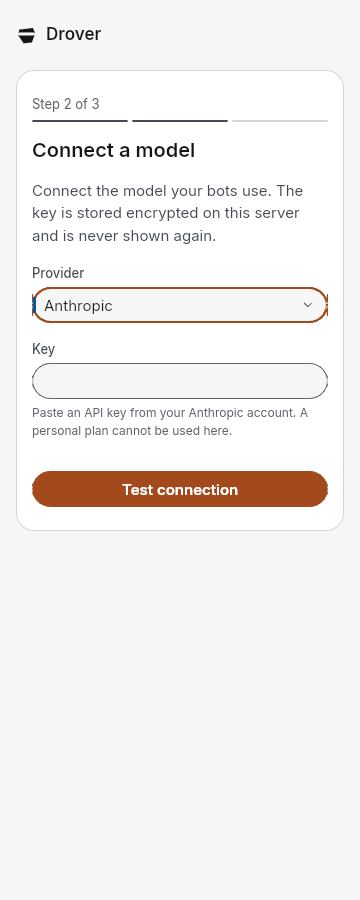 Drover
Step 2 of 3
Connect a model
Connect the model your bots use. The
key is stored encrypted on this server
and is never shown again.
Provider
Anthropic
Key
Paste an API key from your Anthropic account. A
personal plan cannot be used here.
Test connection